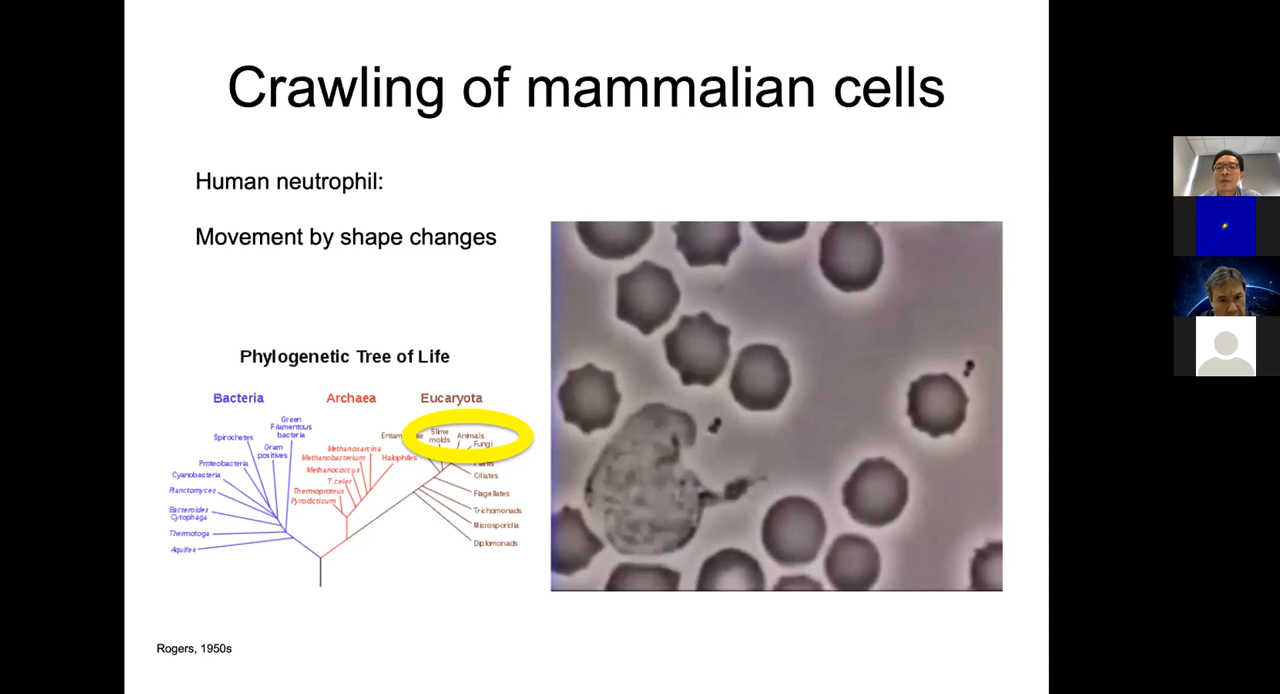 Crawling of mammalian cells
Human neutrophil:
Movement by shape changes
Phylogenetic Tree of Life
Bacteria
Archaea
Eucaryota
Green
Filamentous
bacteria
Spirochetes
Gram
positives
Proteobacteria
Cyanobacteria
Planctomyces
Bacteroides
Cytophaga
Thermotoga
Aquifex
Methanosarcina
Methanobacterium
Halophiles
Methanococcus
T. celer
Thermoproteus
Pyrodicticum
Slime
molds
Animals
Fungi
Plants
Ciliates
Flagellates
Trichomonads
Microsporidia
Diplomonads
Rogers, 1950s